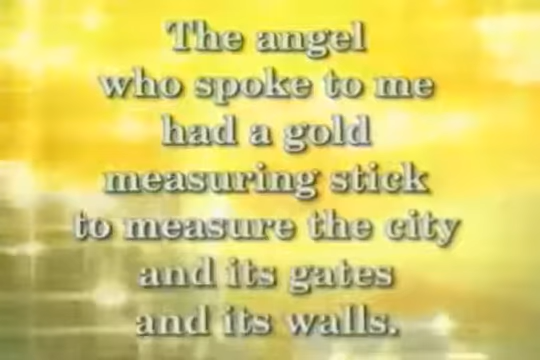 The angel
who spoke to me
had a gold
measuring stick
to measure the city
and its gates
and its walls.